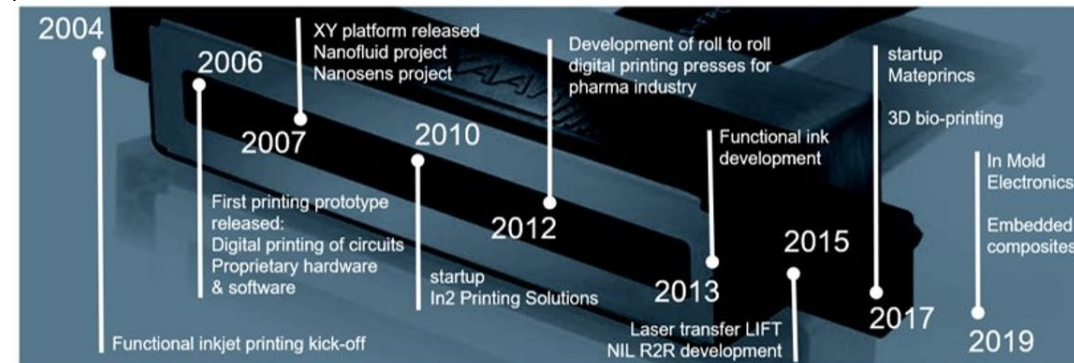 2004
Functional inkjet printing kick-off
2006
First printing prototype
released:
Digital printing of circuits
Proprietary hardware
& software
XY platform released
Nanofluid project
Nanosens project
2007
2010
startup
In2 Printing Solutions
Development of roll to roll
digital printing presses for
pharma industry
2012
Functional ink
development
2013
2015
Laser transfer LIFT
NIL R2R development
startup
Mateprincs
3D bio-printing
2017
In Mold
Electronics
Embedded
composites
2019